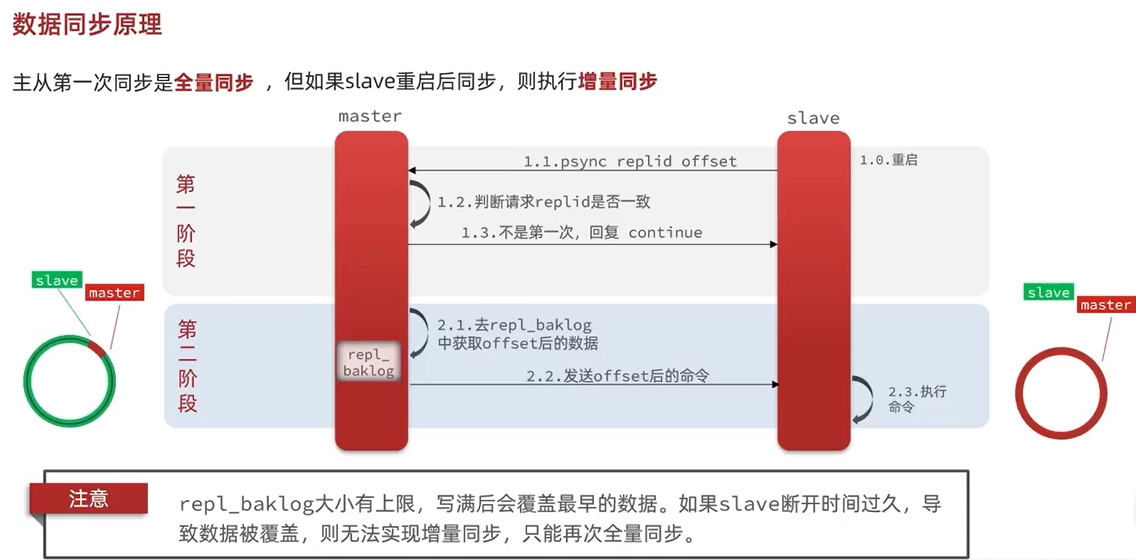 数据同步原理
主从第一次同步是全量同步 ，但如果slave重启后同步，则执行增量同步
master
slave
1.1.psync replid offset
1.0.重启
第一阶段
1.2.判断请求replid是否一致
1.3.不是第一次，回复 continue
slave
master
slave
master
第二阶段
2.1.去repl_baklog
中获取offset后的数据
repl_
baklog
2.2.发送offset后的命令
2.3.执行
命令
注意
repl_baklog大小有上限，写满后会覆盖最早的数据。如果slave断开时间过久，导
致数据被覆盖，则无法实现增量同步，只能再次全量同步。